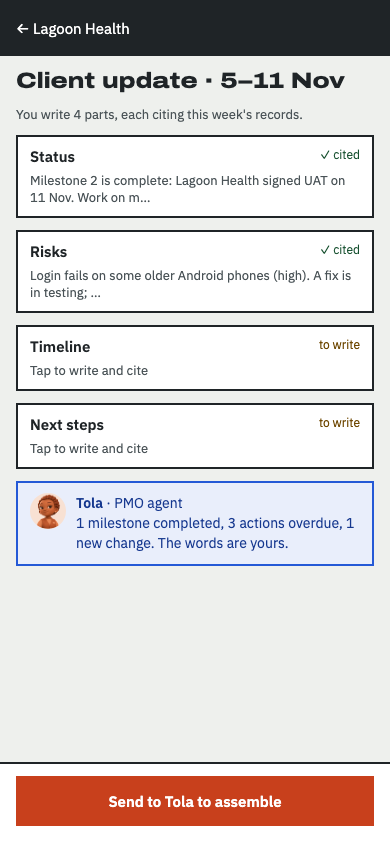 ← Lagoon Health
Client update · 5–11 Nov
You write 4 parts, each citing this week's records.
Status
✓ cited
Milestone 2 is complete: Lagoon Health signed UAT on
11 Nov. Work on m...
Risks
✓ cited
Login fails on some older Android phones (high). A fix is
in testing; ...
Timeline
to write
Tap to write and cite
Next steps
to write
Tap to write and cite
Tola · PMO agent
1 milestone completed, 3 actions overdue, 1
new change. The words are yours.
Send to Tola to assemble